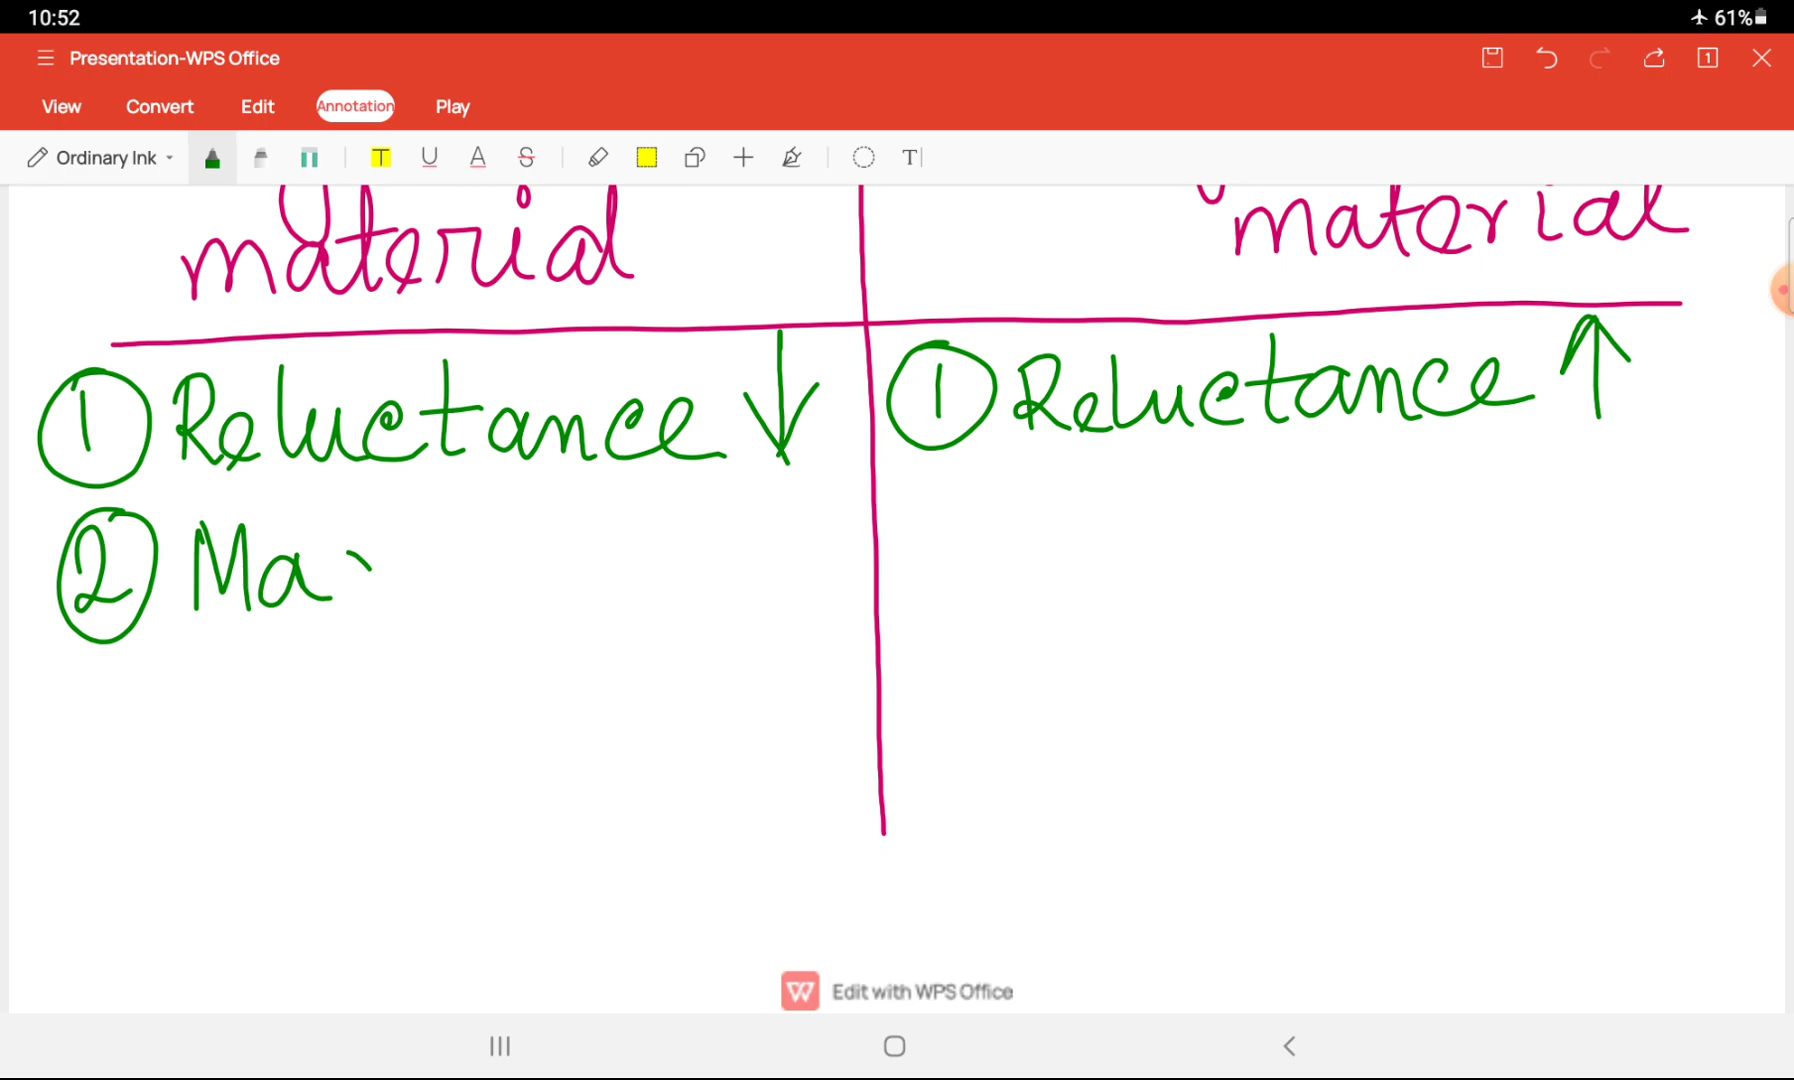 10:52 61%
Presentation-WPS Office 1
View Convert Edit Annotation Play
Ordinary Ink T U A S T
material material
① Reluctance ↓ ① Reluctance ↑
② Ma
Edit with WPS Office